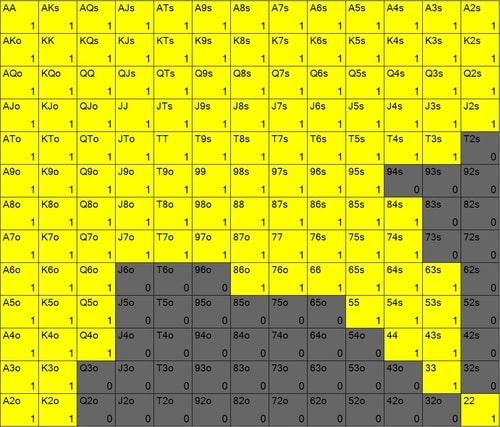 AA AKs AQs AJs ATs A9s A8s A7s A6s A5s A4s A3s A2s
1 1 1 1 1 1 1 1 1 1 1 1 1
AKo KK KQs KJs KTs K9s K8s K7s K6s K5s K4s K3s K2s
1 1 1 1 1 1 1 1 1 1 1 1 1
AQo KQo QQ QJs QTs Q9s Q8s Q7s Q6s Q5s Q4s Q3s Q2s
1 1 1 1 1 1 1 1 1 1 1 1 1
AJo KJo QJo JJ JTs J9s J8s J7s J6s J5s J4s J3s J2s
1 1 1 1 1 1 1 1 1 1 1 1 1
ATo KTo QTo JTo TT T9s T8s T7s T6s T5s T4s T3s T2s
1 1 1 1 1 1 1 1 1 1 1 1 0
A9o K9o Q9o J9o T9o 99 98s 97s 96s 95s 94s 93s 92s
1 1 1 1 1 1 1 1 1 1 0 0 0
A8o K8o Q8o J8o T8o 98o 88 87s 86s 85s 84s 83s 82s
1 1 1 1 1 1 1 1 1 1 1 0 0
A7o K7o Q7o J7o T7o 97o 87o 77 76s 75s 74s 73s 72s
1 1 1 1 1 1 1 1 1 1 1 0 0
A6o K6o Q6o J6o T6o 96o 86o 76o 66 65s 64s 63s 62s
1 1 1 0 0 0 1 1 1 1 1 1 0
A5o K5o Q5o J5o T5o 95o 85o 75o 65o 55 54s 53s 52s
1 1 1 0 0 0 0 0 0 1 1 1 0
A4o K4o Q4o J4o T4o 94o 84o 74o 64o 54o 44 43s 42s
1 1 1 0 0 0 0 0 0 0 1 1 0
A3o K3o Q3o J3o T3o 93o 83o 73o 63o 53o 43o 33 32s
1 1 0 0 0 0 0 0 0 0 0 1 0
A2o K2o Q2o J2o T2o 92o 82o 72o 62o 52o 42o 32o 22
1 1 0 0 0 0 0 0 0 0 0 0 1